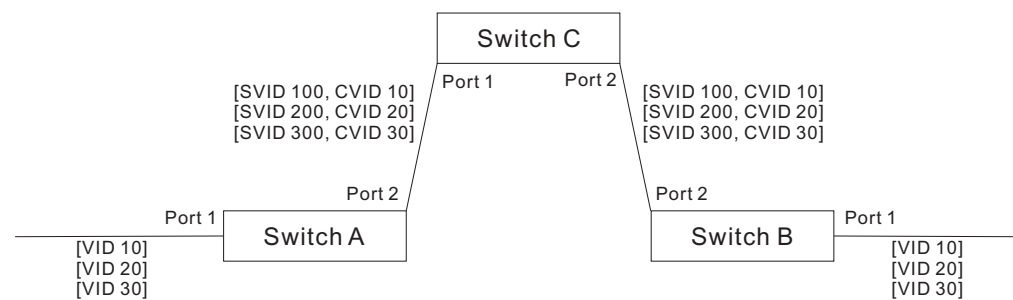 Switch C
Port 1
Port 2
[SVID 100, CVID 10]
[SVID 200, CVID 20]
[SVID 300, CVID 30]
[SVID 100, CVID 10]
[SVID 200, CVID 20]
[SVID 300, CVID 30]
Port 2
Port 2
Port 1
Port 1
Switch A
Switch B
[VID 10]
[VID 20]
[VID 30]
[VID 10]
[VID 20]
[VID 30]